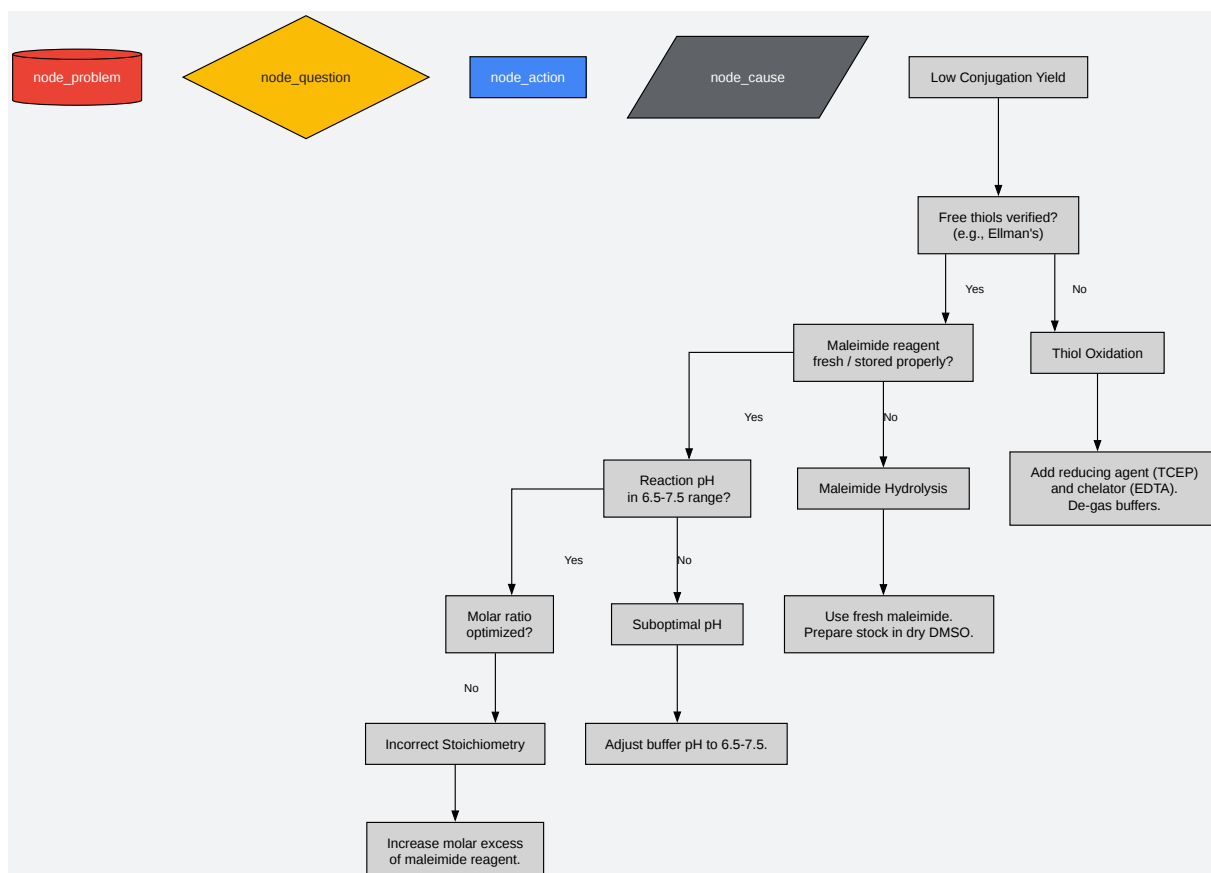 node_problem
node_question
node_action
node_cause
Low Conjugation Yield
Free thiols verified?
(e.g., Ellman's)
Yes
No
Maleimide reagent
fresh / stored properly?
Thiol Oxidation
Yes
No
Add reducing agent (TCEP)
and chelator (EDTA).
De-gas buffers.
Reaction pH
in 6.5-7.5 range?
Maleimide Hydrolysis
Yes
No
Molar ratio
optimized?
Suboptimal pH
Use fresh maleimide.
Prepare stock in dry DMSO.
No
Incorrect Stoichiometry
Adjust buffer pH to 6.5-7.5.
Increase molar excess
of maleimide reagent.